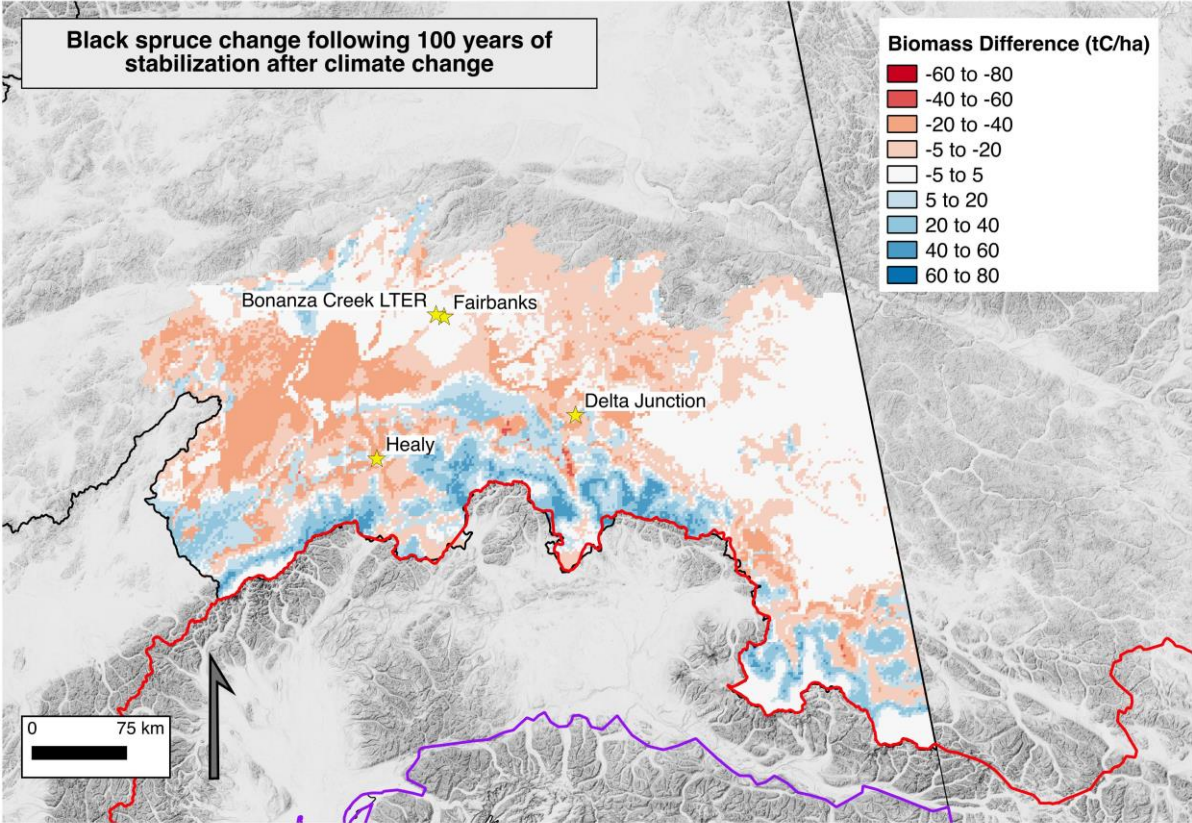 Black spruce change following 100 years of
stabilization after climate change
Biomass Difference (tC/ha)
-60 to -80
-40 to -60
-20 to -40
-5 to -20
-5 to 5
5 to 20
20 to 40
40 to 60
60 to 80
Bonanza Creek LTER
Fairbanks
Delta Junction
Healy
0
75 km